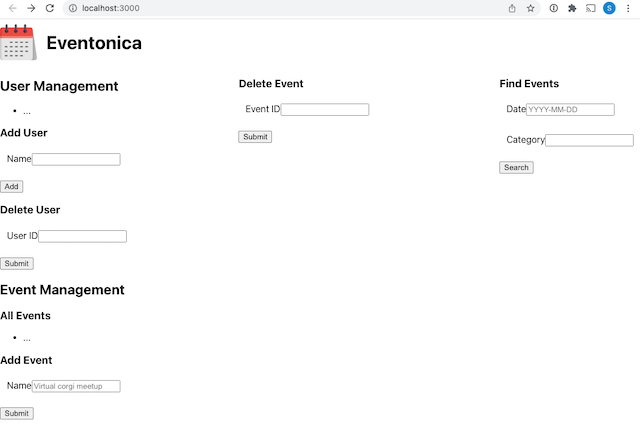 localhost:3000
S
Eventonica
User Management
...
Add User
Name
Add
Delete User
User ID
Submit
Event Management
All Events
...
Add Event
Name Virtual corgi meetup
Submit
Delete Event
Event ID
Submit
Find Events
Date YYYY-MM-DD
Category
Search